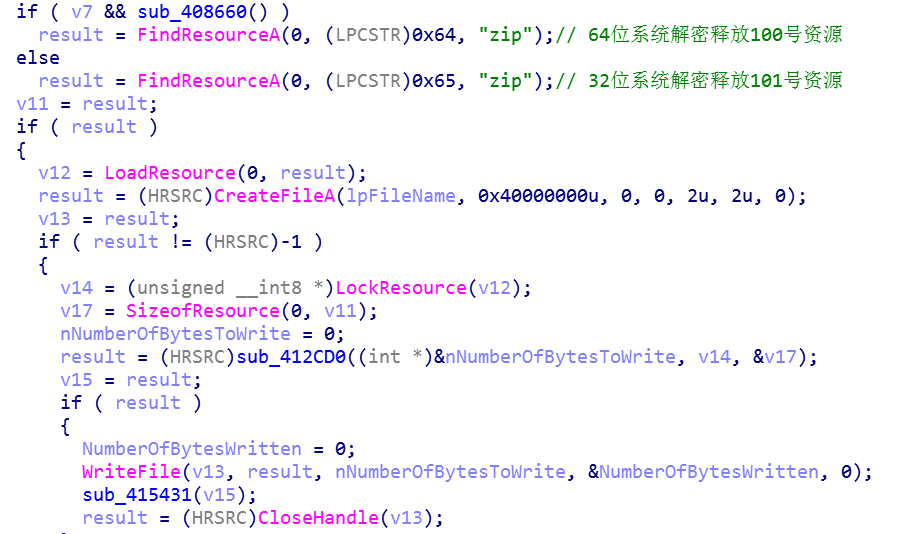 if ( v7 && sub_408660() )
  result = FindResourceA(0, (LPCSTR)0x64, "zip");// 64位系统解密释放100号资源
else
  result = FindResourceA(0, (LPCSTR)0x65, "zip");// 32位系统解密释放101号资源
v11 = result;
if ( result )
{
  v12 = LoadResource(0, result);
  result = (HRSRC)CreateFileA(lpFileName, 0x40000000u, 0, 0, 2u, 2u, 0);
  v13 = result;
  if ( result != (HRSRC)-1 )
  {
    v14 = (unsigned __int8 *)LockResource(v12);
    v17 = SizeofResource(0, v11);
    nNumberOfBytesToWrite = 0;
    result = (HRSRC)sub_412CD0((int *)&nNumberOfBytesToWrite, v14, &v17);
    v15 = result;
    if ( result )
    {
      NumberOfBytesWritten = 0;
      WriteFile(v13, result, nNumberOfBytesToWrite, &NumberOfBytesWritten, 0);
      sub_415431(v15);
      result = (HRSRC)CloseHandle(v13);